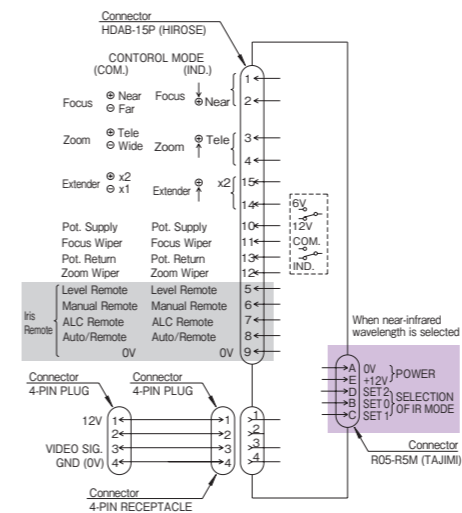 Connector
HDAB-15P (HIROSE)
CONTOROL MODE
(COM.) (IND.)
Focus ⊕ Near ⊖ Far Focus ⊕ Near 1 2
Zoom ⊕ Tele ⊖ Wide Zoom ⊕ Tele 3 4
Extender ⊕ x2 ⊖ x1 Extender ⊕ x2 15 14
6V
12V
COM.
IND.
Pot. Supply Pot. Supply 10
Focus Wiper Focus Wiper 11
Pot. Return Pot. Return 13
Zoom Wiper Zoom Wiper 12
Iris Remote
Level Remote Level Remote 5
Manual Remote Manual Remote 6
ALC Remote ALC Remote 7
Auto/Remote Auto/Remote 8
0V 0V 9
When near-infrared
wavelength is selected
A 0V
E +12V POWER
D SET2
B SET0 SELECTION
C SET1 OF IR MODE
Connector
R05-R5M (TAJIMI)
Connector
4-PIN PLUG
Connector
4-PIN PLUG
12V 1 1 1
2 2 2
VIDEO SIG. 3 3 3
GND (0V) 4 4 4
Connector
4-PIN RECEPTACLE